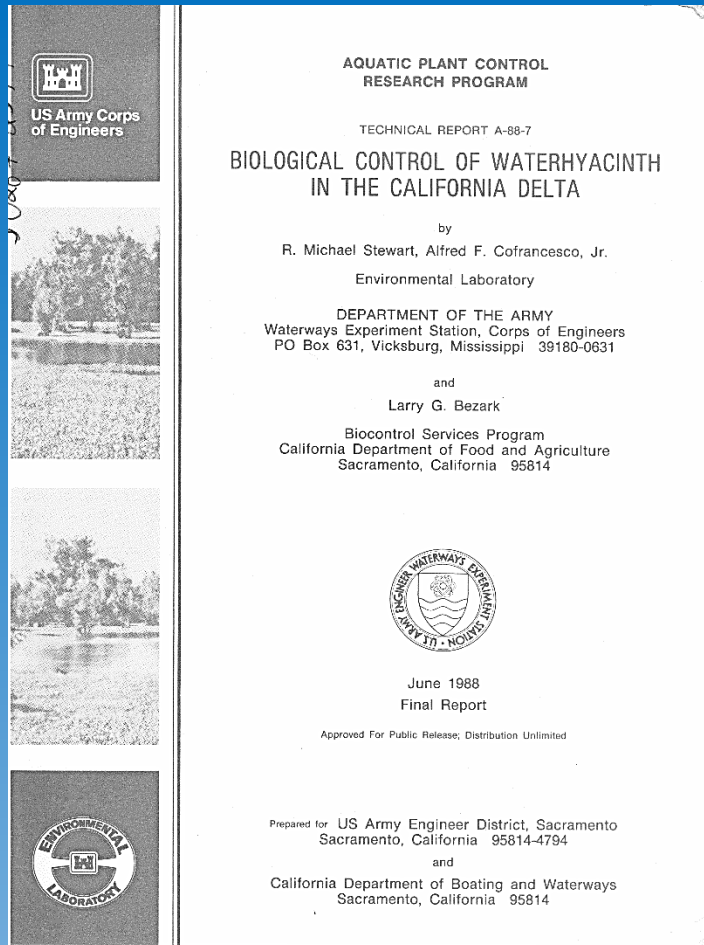 US Army Corps
of Engineers
AQUATIC PLANT CONTROL
RESEARCH PROGRAM
TECHNICAL REPORT A-88-7
BIOLOGICAL CONTROL OF WATERHYACINTH
IN THE CALIFORNIA DELTA
by
R. Michael Stewart, Alfred F. Cofrancesco, Jr.
Environmental Laboratory
DEPARTMENT OF THE ARMY
Waterways Experiment Station, Corps of Engineers
PO Box 631, Vicksburg, Mississippi 39180-0631
and
Larry G. Bezark
Biocontrol Services Program
California Department of Food and Agriculture
Sacramento, California 95814
US ARMY ENGINEER WATERWAYS EXPERIMENT STATION
June 1988
Final Report
Approved For Public Release; Distribution Unlimited
Prepared for US Army Engineer District, Sacramento
Sacramento, California 95814-4794
and
California Department of Boating and Waterways
Sacramento, California 95814
ENVIRONMENTAL
LABORATORY